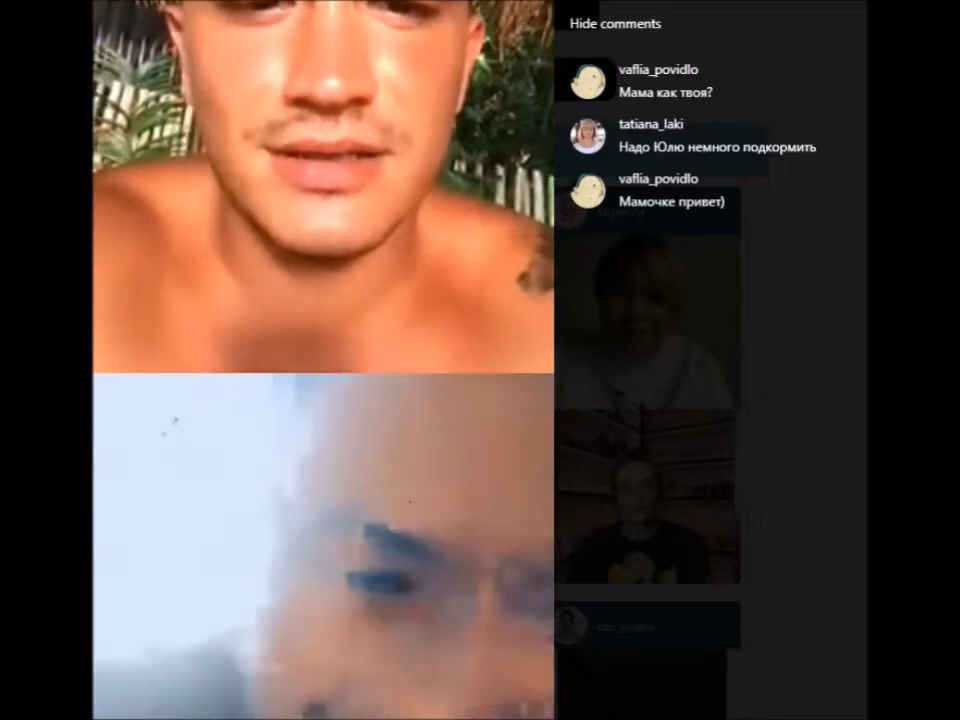 Hide comments
vaflia_povidlo
Мама как твоя?
tatiana_laki
Надо Юлю немного подкормить
vaflia_povidlo
Мамочке привет)